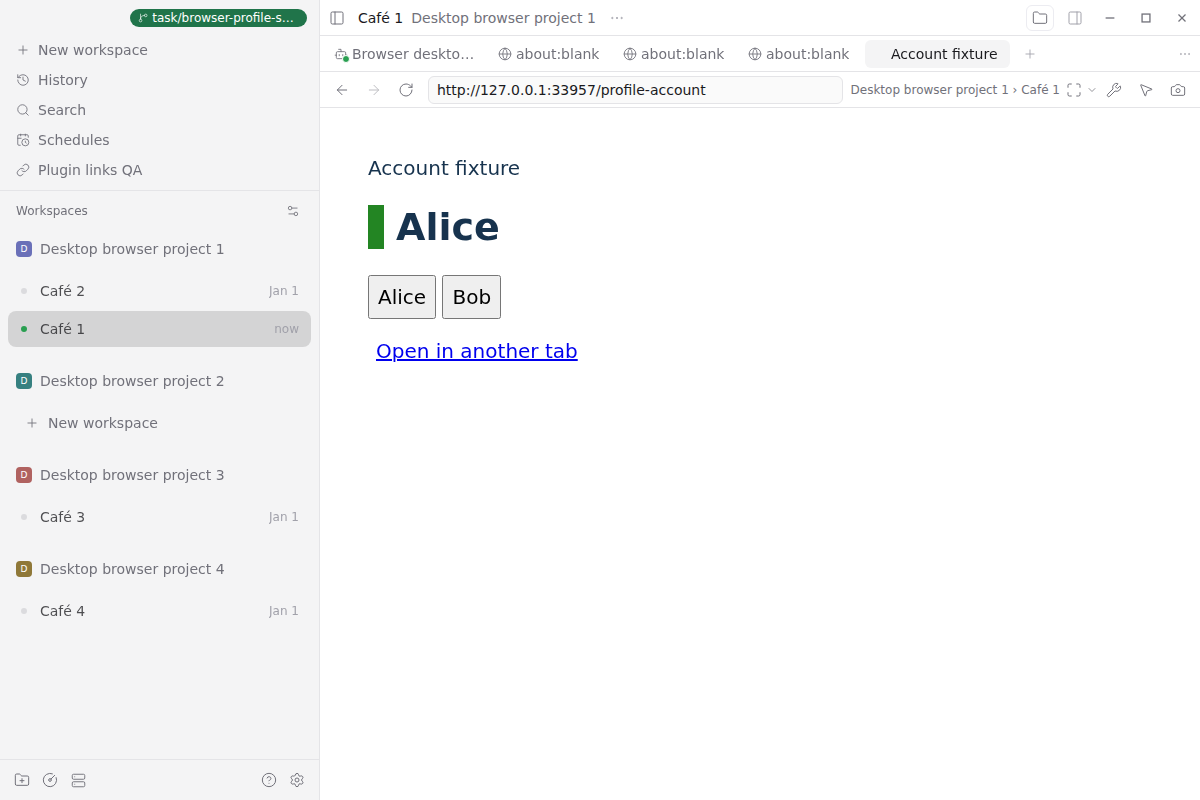 task/browser-profile-s…
New workspace
History
Search
Schedules
Plugin links QA
Workspaces
D Desktop browser project 1
Café 2 Jan 1
Café 1 now
D Desktop browser project 2
New workspace
D Desktop browser project 3
Café 3 Jan 1
D Desktop browser project 4
Café 4 Jan 1
Café 1 Desktop browser project 1
Browser deskto… about:blank about:blank about:blank Account fixture
http://127.0.0.1:33957/profile-account Desktop browser project 1 › Café 1
Account fixture
Alice
Alice Bob
Open in another tab